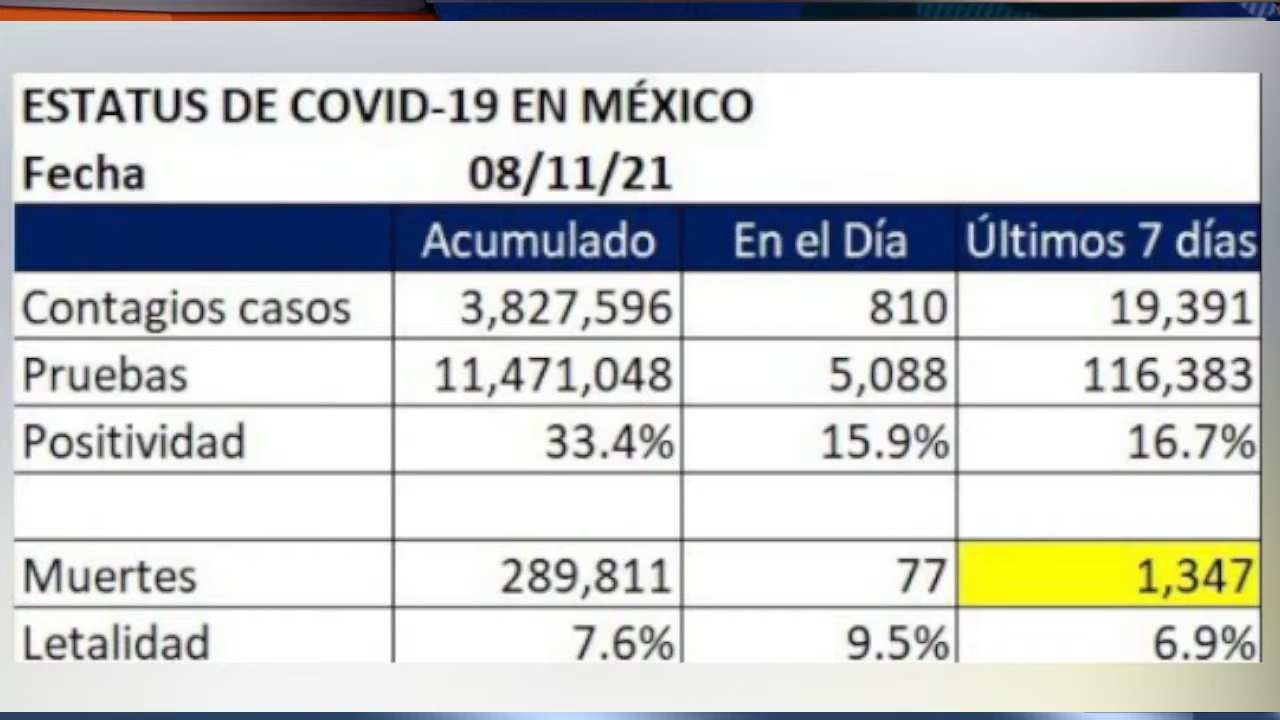 ESTATUS DE COVID-19 EN MÉXICO
Fecha 08/11/21
Acumulado En el Día Últimos 7 días
Contagios casos 3,827,596 810 19,391
Pruebas 11,471,048 5,088 116,383
Positividad 33.4% 15.9% 16.7%
Muertes 289,811 77 1,347
Letalidad 7.6% 9.5% 6.9%